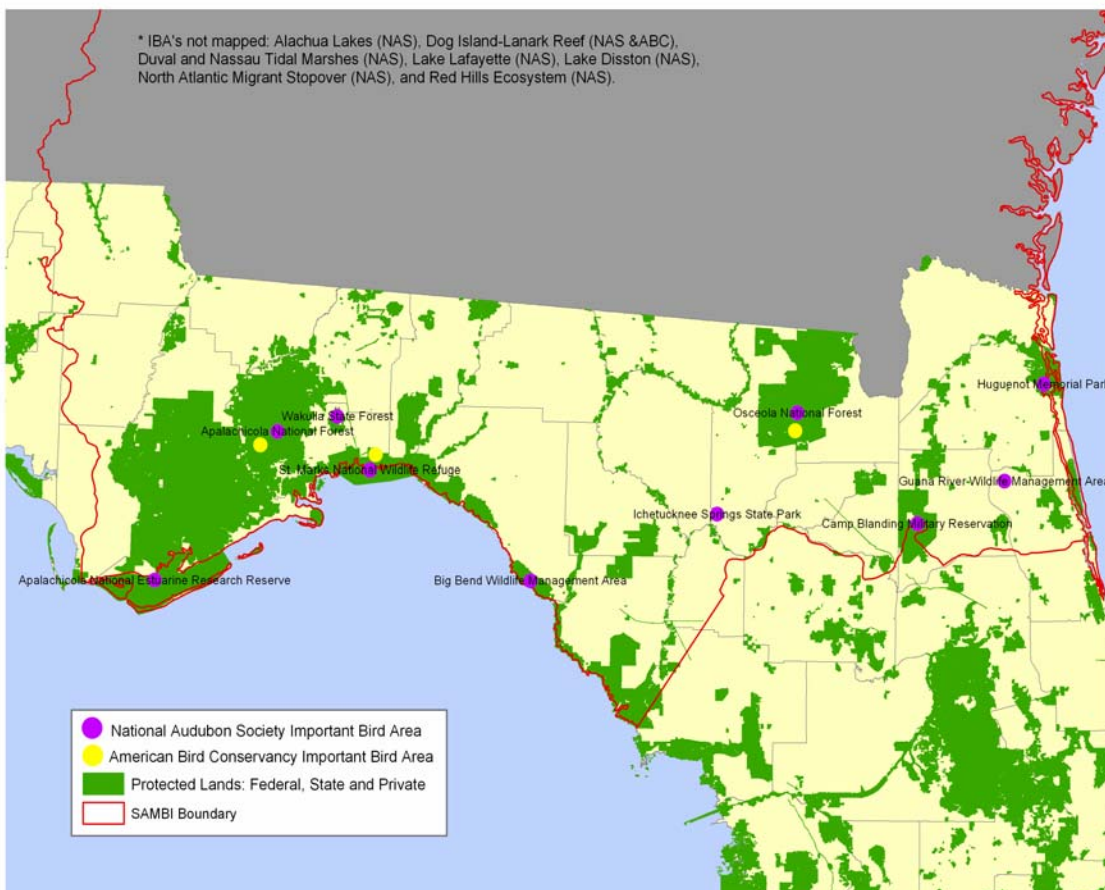 * IBA's not mapped: Alachua Lakes (NAS), Dog Island-Lanark Reef (NAS &ABC),
Duval and Nassau Tidal Marshes (NAS), Lake Lafayette (NAS), Lake Disston (NAS),
North Atlantic Migrant Stopover (NAS), and Red Hills Ecosystem (NAS).
Huguenot Memorial Park
Osceola National Forest
Wakulla State Forest
Apalachicola National Forest
St. Marks National Wildlife Refuge
Guana River-Wildlife Management Area
Ichetucknee Springs State Park
Camp Blanding Military Reservation
Apalachicola National Estuarine Research Reserve
Big Bend Wildlife Management Area
National Audubon Society Important Bird Area
American Bird Conservancy Important Bird Area
Protected Lands: Federal, State and Private
SAMBI Boundary